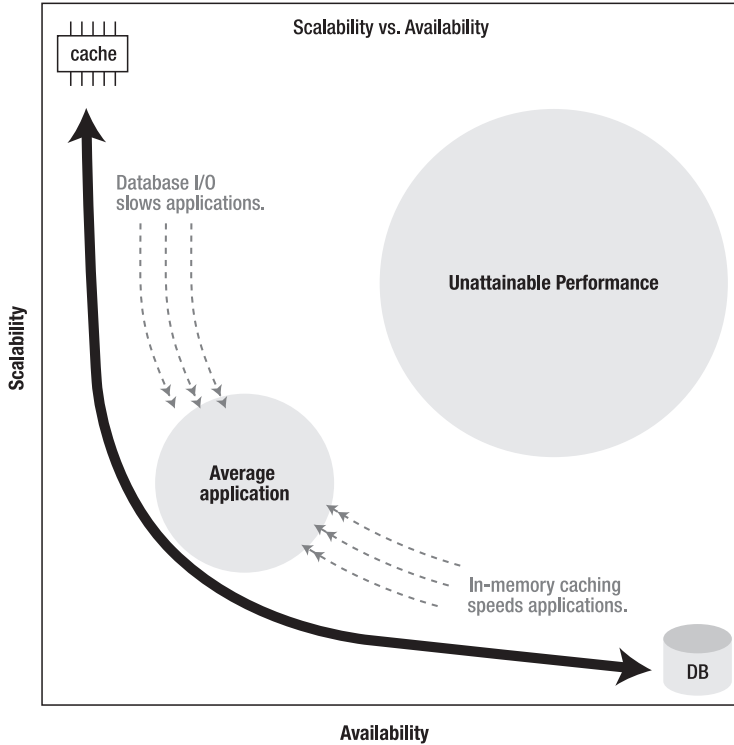 Scalability vs. Availability
cache
Database I/O
slows applications.
Unattainable Performance
Scalability
Average
application
In-memory caching
speeds applications.
DB
Availability